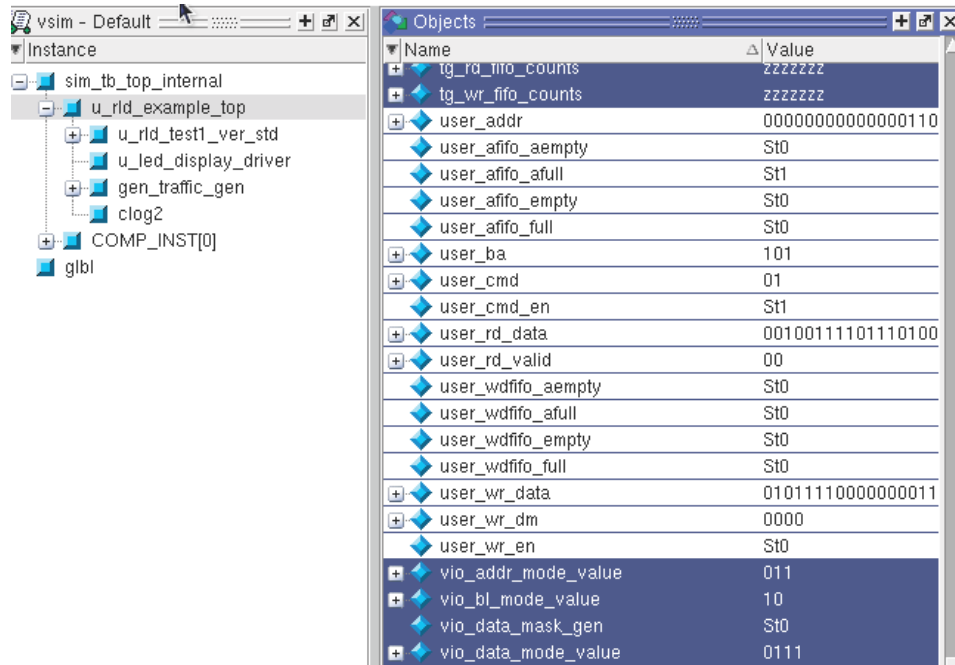 vsim - Default
Instance
sim_tb_top_internal
u_rld_example_top
u_rld_test1_ver_std
u_led_display_driver
gen_traffic_gen
clog2
COMP_INST[0]
glbl
Objects
Name Value
tg_rd_fifo_counts zzzzzzz
tg_wr_fifo_counts zzzzzzz
user_addr 00000000000000110
user_afifo_aempty St0
user_afifo_afull St1
user_afifo_empty St0
user_afifo_full St0
user_ba 101
user_cmd 01
user_cmd_en St1
user_rd_data 00100111101110100
user_rd_valid 00
user_wdfifo_aempty St0
user_wdfifo_afull St0
user_wdfifo_empty St0
user_wdfifo_full St0
user_wr_data 01011110000000011
user_wr_dm 0000
user_wr_en St0
vio_addr_mode_value 011
vio_bl_mode_value 10
vio_data_mask_gen St0
vio_data_mode_value 0111